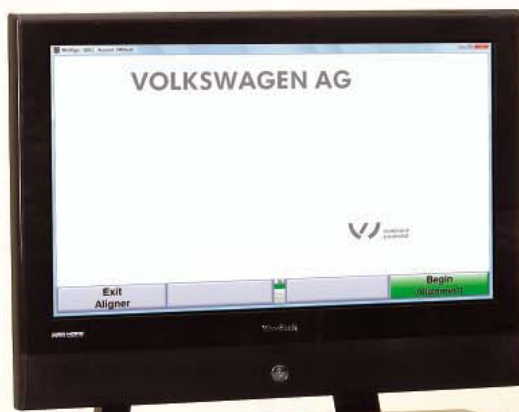 VOLKSWAGEN AG
Exit
Aligner
Begin
Alignment
ViewSonic